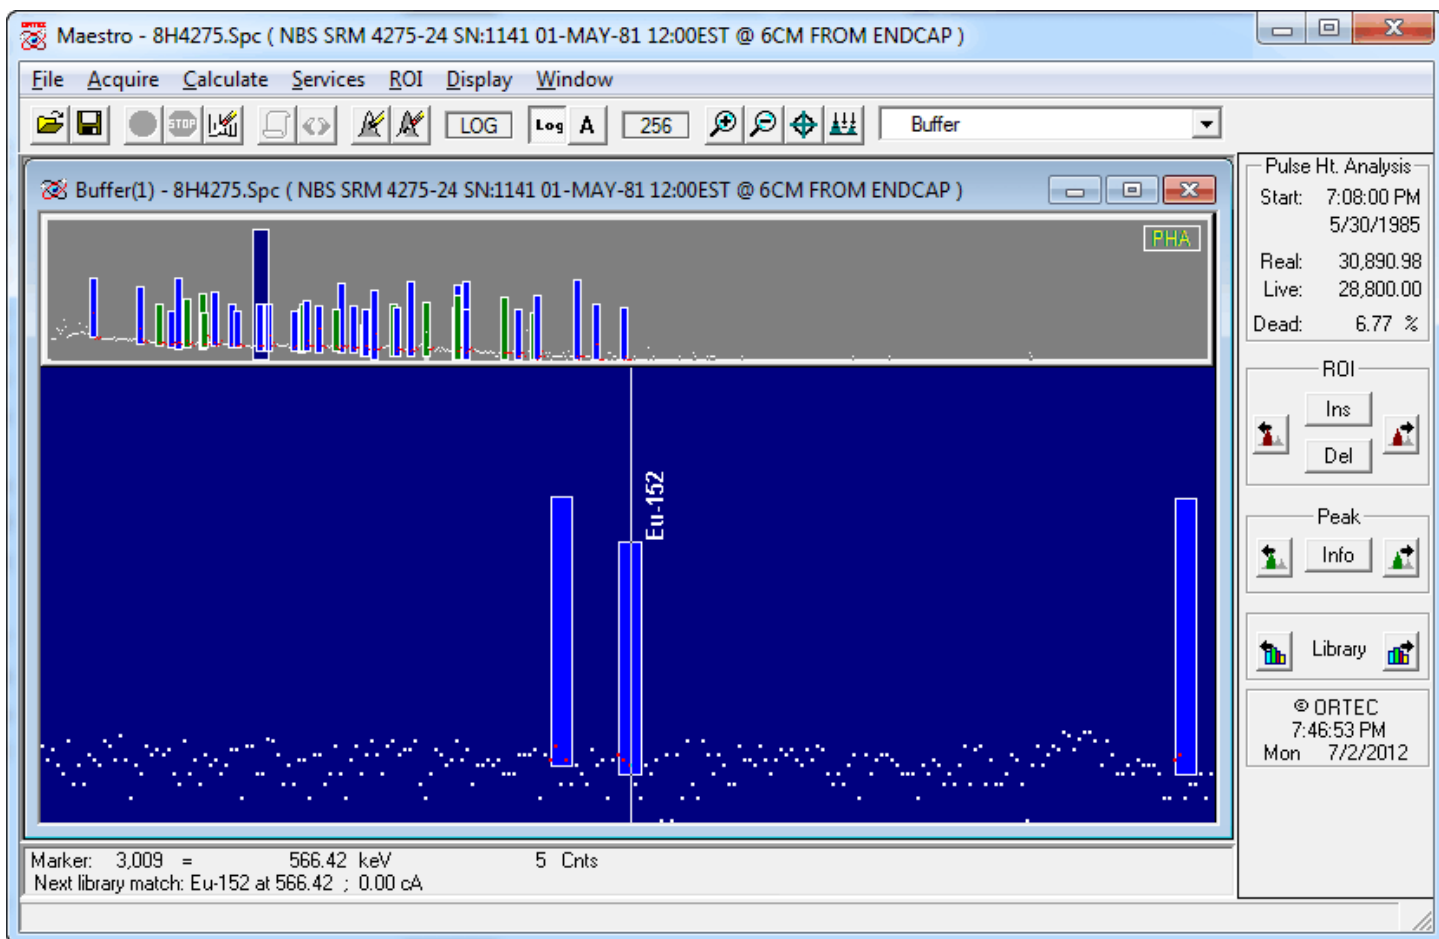 ORTEC
Maestro - 8H4275.Spc ( NBS SRM 4275-24 SN:1141 01-MAY-81 12:00EST @ 6CM FROM ENDCAP )
File Acquire Calculate Services ROI Display Window
STOP LOG Log A 256 Buffer
Buffer(1) - 8H4275.Spc ( NBS SRM 4275-24 SN:1141 01-MAY-81 12:00EST @ 6CM FROM ENDCAP )
PHA
Eu-152
Pulse Ht. Analysis
Start: 7:08:00 PM
5/30/1985
Real: 30,890.98
Live: 28,800.00
Dead: 6.77 %
ROI
Ins
Del
Peak
Info
Library
© ORTEC
7:46:53 PM
Mon 7/2/2012
Marker: 3,009 = 566.42 keV 5 Cnts
Next library match: Eu-152 at 566.42 ; 0.00 cA